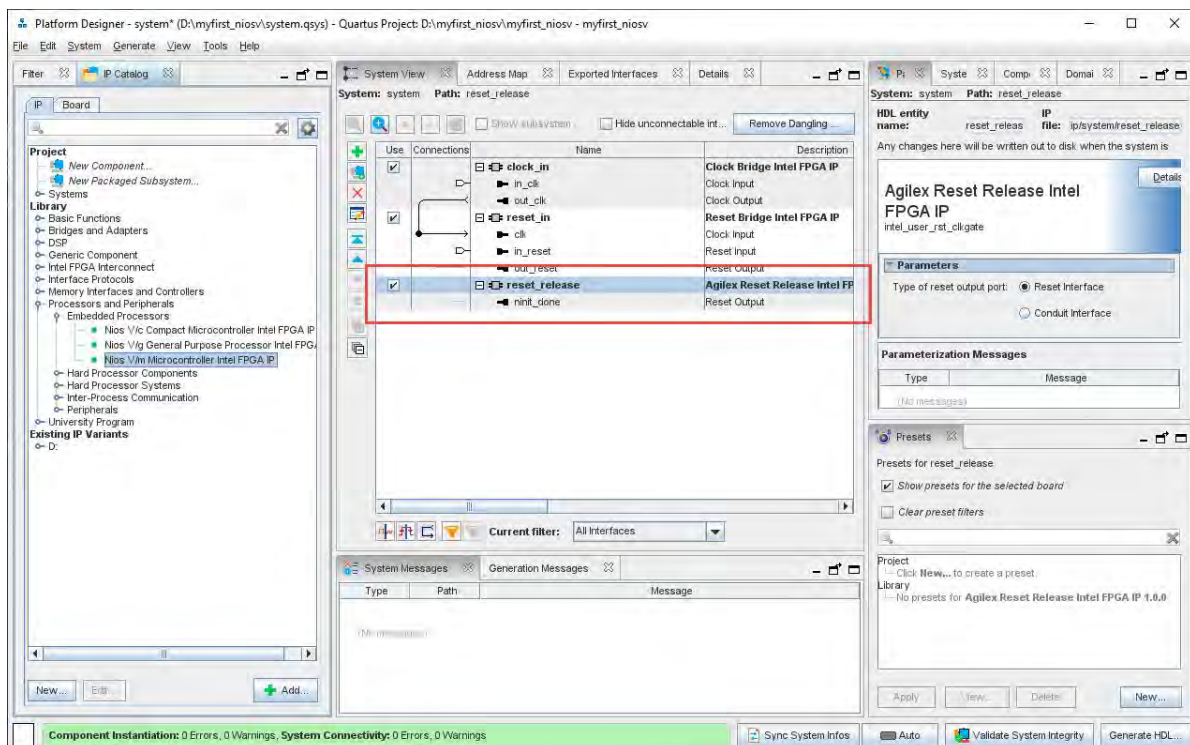 Platform Designer - system* (D:\myfirst_niosv\system.qsys) - Quartus Project: D:\myfirst_niosv\myfirst_niosv - myfirst_niosv
File Edit System Generate View Tools Help
Filter IP Catalog
IP Board
Project
New Component...
New Packaged Subsystem...
Systems
Library
Basic Functions
Bridges and Adapters
DSP
Generic Component
Intel FPGA Interconnect
Interface Protocols
Memory Interfaces and Controllers
Processors and Peripherals
Embedded Processors
Nios V/c Compact Microcontroller Intel FPGA IP
Nios V/g General Purpose Processor Intel FPG
Nios V/m Microcontroller Intel FPGA IP
Hard Processor Components
Hard Processor Systems
Inter-Process Communication
Peripherals
University Program
Existing IP Variants
D:
New... Edit... Add...
System View Address Map Exported Interfaces Details
System: system Path: reset_release
Show subsystem Hide unconnectable int... Remove Dangling ...
Use Connections Name Description
clock_in Clock Bridge Intel FPGA IP
in_clk Clock Input
out_clk Clock Output
reset_in Reset Bridge Intel FPGA IP
clk Clock Input
in_reset Reset Input
out_reset Reset Output
reset_release Agilex Reset Release Intel FP
ninit_done Reset Output
Current filter: All Interfaces
System Messages Generation Messages
Type Path Message
(No messages)
Syste Comp Domai
System: system Path: reset_release
HDL entity name: reset_releas IP file: ip/system/reset_release
Any changes here will be written out to disk when the system is
Agilex Reset Release Intel FPGA IP
Details
intel_user_rst_clkgate
Parameters
Type of reset output port: Reset Interface
Conduit Interface
Parameterization Messages
Type Message
(No messages)
Presets
Presets for reset_release
Show presets for the selected board
Clear preset filters
Project
Click New... to create a preset.
Library
No presets for Agilex Reset Release Intel FPGA IP 1.0.0
Apply View... Delete New...
Component Instantiation: 0 Errors, 0 Warnings, System Connectivity: 0 Errors, 0 Warnings
Sync System Infos Auto Validate System Integrity Generate HDL...